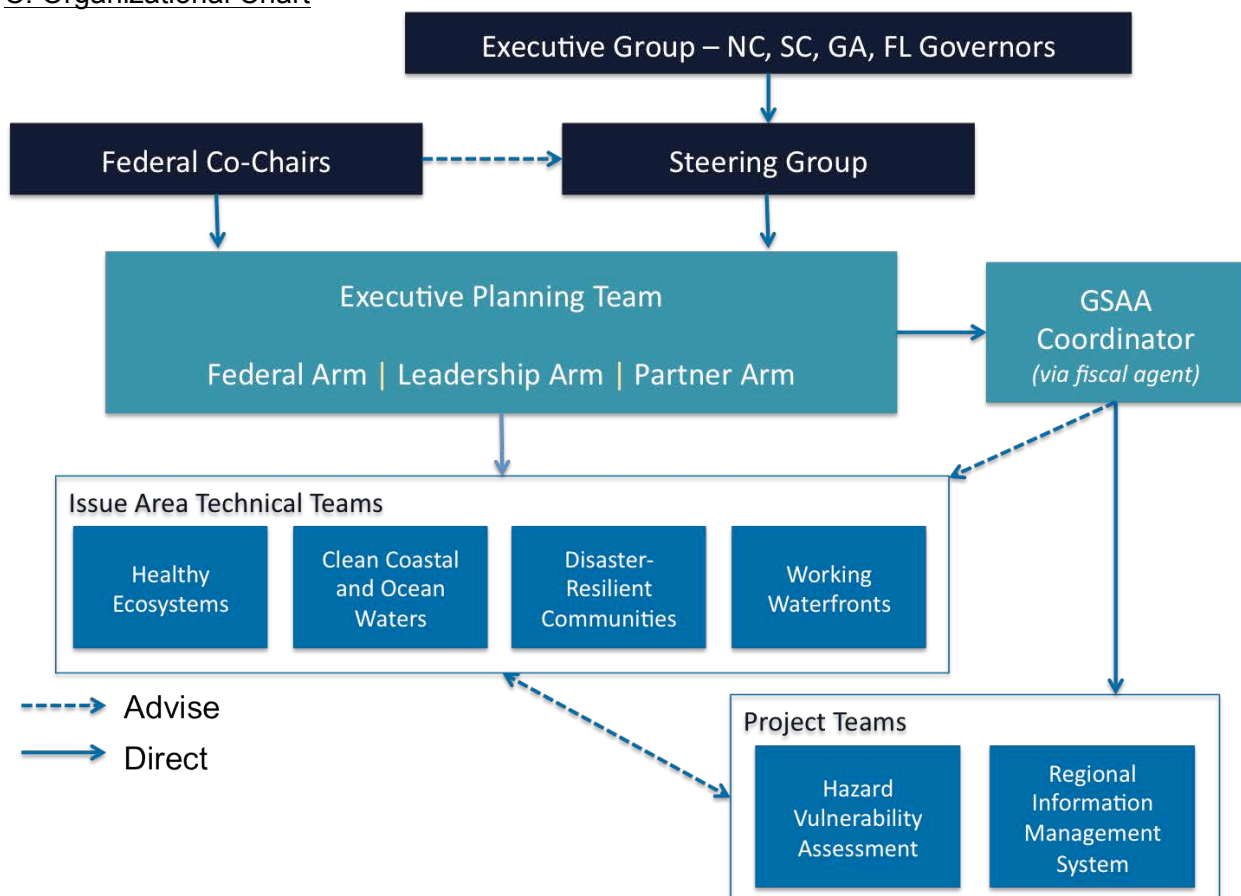 C. Organizational Chart
Executive Group – NC, SC, GA, FL Governors
Federal Co-Chairs
Steering Group
Executive Planning Team
Federal Arm | Leadership Arm | Partner Arm
GSAA
Coordinator
(via fiscal agent)
Issue Area Technical Teams
Healthy
Ecosystems
Clean Coastal
and Ocean
Waters
Disaster-
Resilient
Communities
Working
Waterfronts
Advise
Direct
Project Teams
Hazard
Vulnerability
Assessment
Regional
Information
Management
System